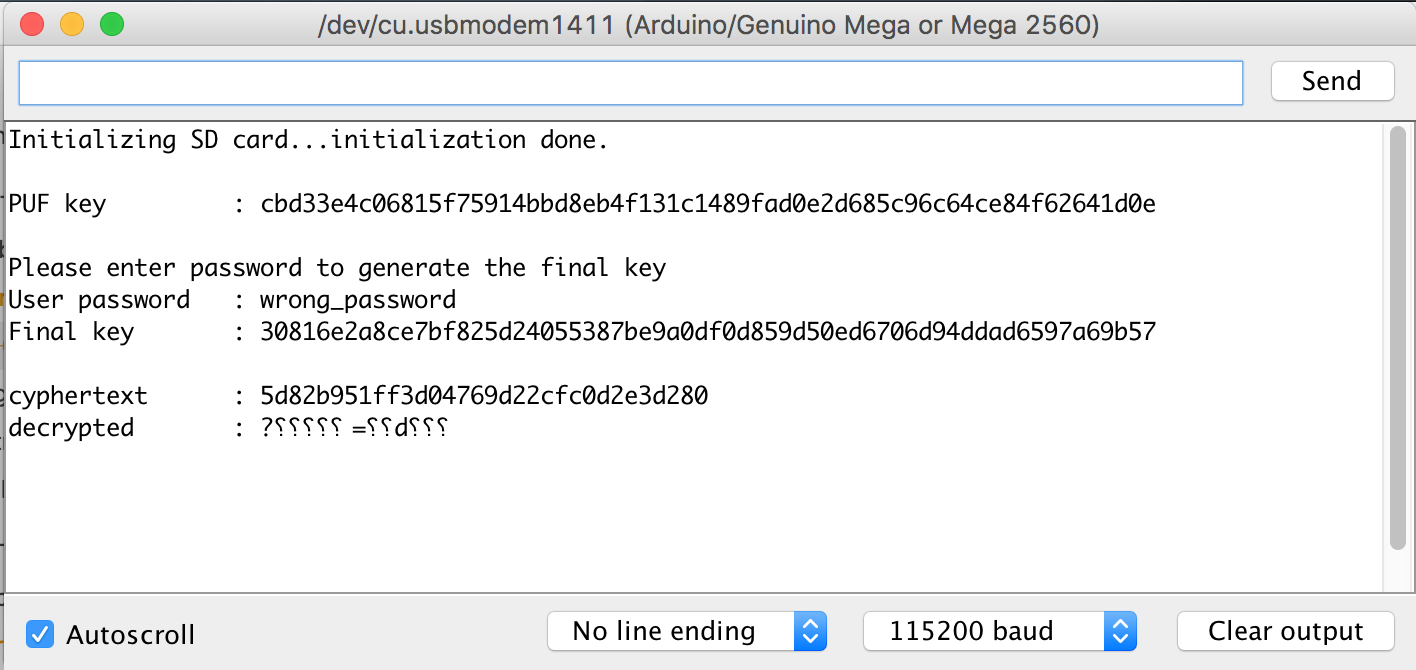 /dev/cu.usbmodem1411 (Arduino/Genuino Mega or Mega 2560)
Send
Initializing SD card...initialization done.
PUF key : cbd33e4c06815f75914bbd8eb4f131c1489fad0e2d685c96c64ce84f62641d0e
Please enter password to generate the final key
User password : wrong_password
Final key : 30816e2a8ce7bf825d24055387be9a0df0d859d50ed6706d94ddad6597a69b57
cyphertext : 5d82b951ff3d04769d22cfc0d2e3d280
decrypted : ?⸮⸮⸮⸮⸮ =⸮⸮d⸮⸮⸮
Autoscroll
No line ending
115200 baud
Clear output